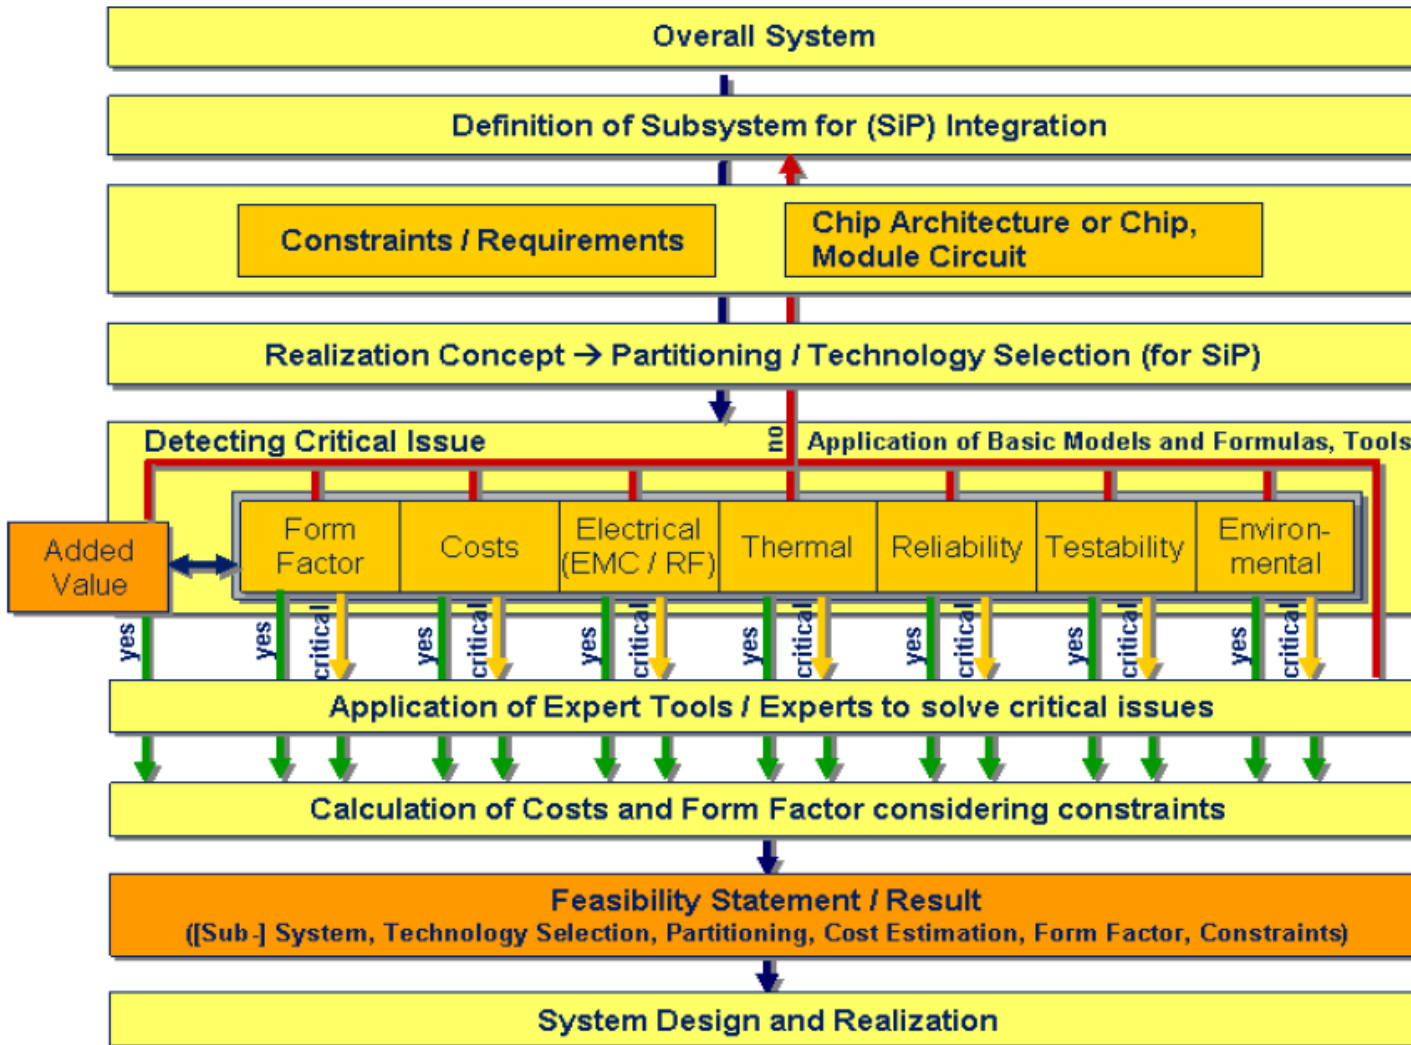 Overall System
Definition of Subsystem for (SiP) Integration
Constraints / Requirements
Chip Architecture or Chip,
Module Circuit
Realization Concept → Partitioning / Technology Selection (for SiP)
Detecting Critical Issue
no
Application of Basic Models and Formulas, Tools
Added
Value
Form
Factor
Costs
Electrical
(EMC / RF)
Thermal
Reliability
Testability
Environ-
mental
yes
yes
critical
yes
critical
yes
critical
yes
critical
yes
critical
yes
critical
yes
critical
Application of Expert Tools / Experts to solve critical issues
Calculation of Costs and Form Factor considering constraints
Feasibility Statement / Result
([Sub-] System, Technology Selection, Partitioning, Cost Estimation, Form Factor, Constraints)
System Design and Realization